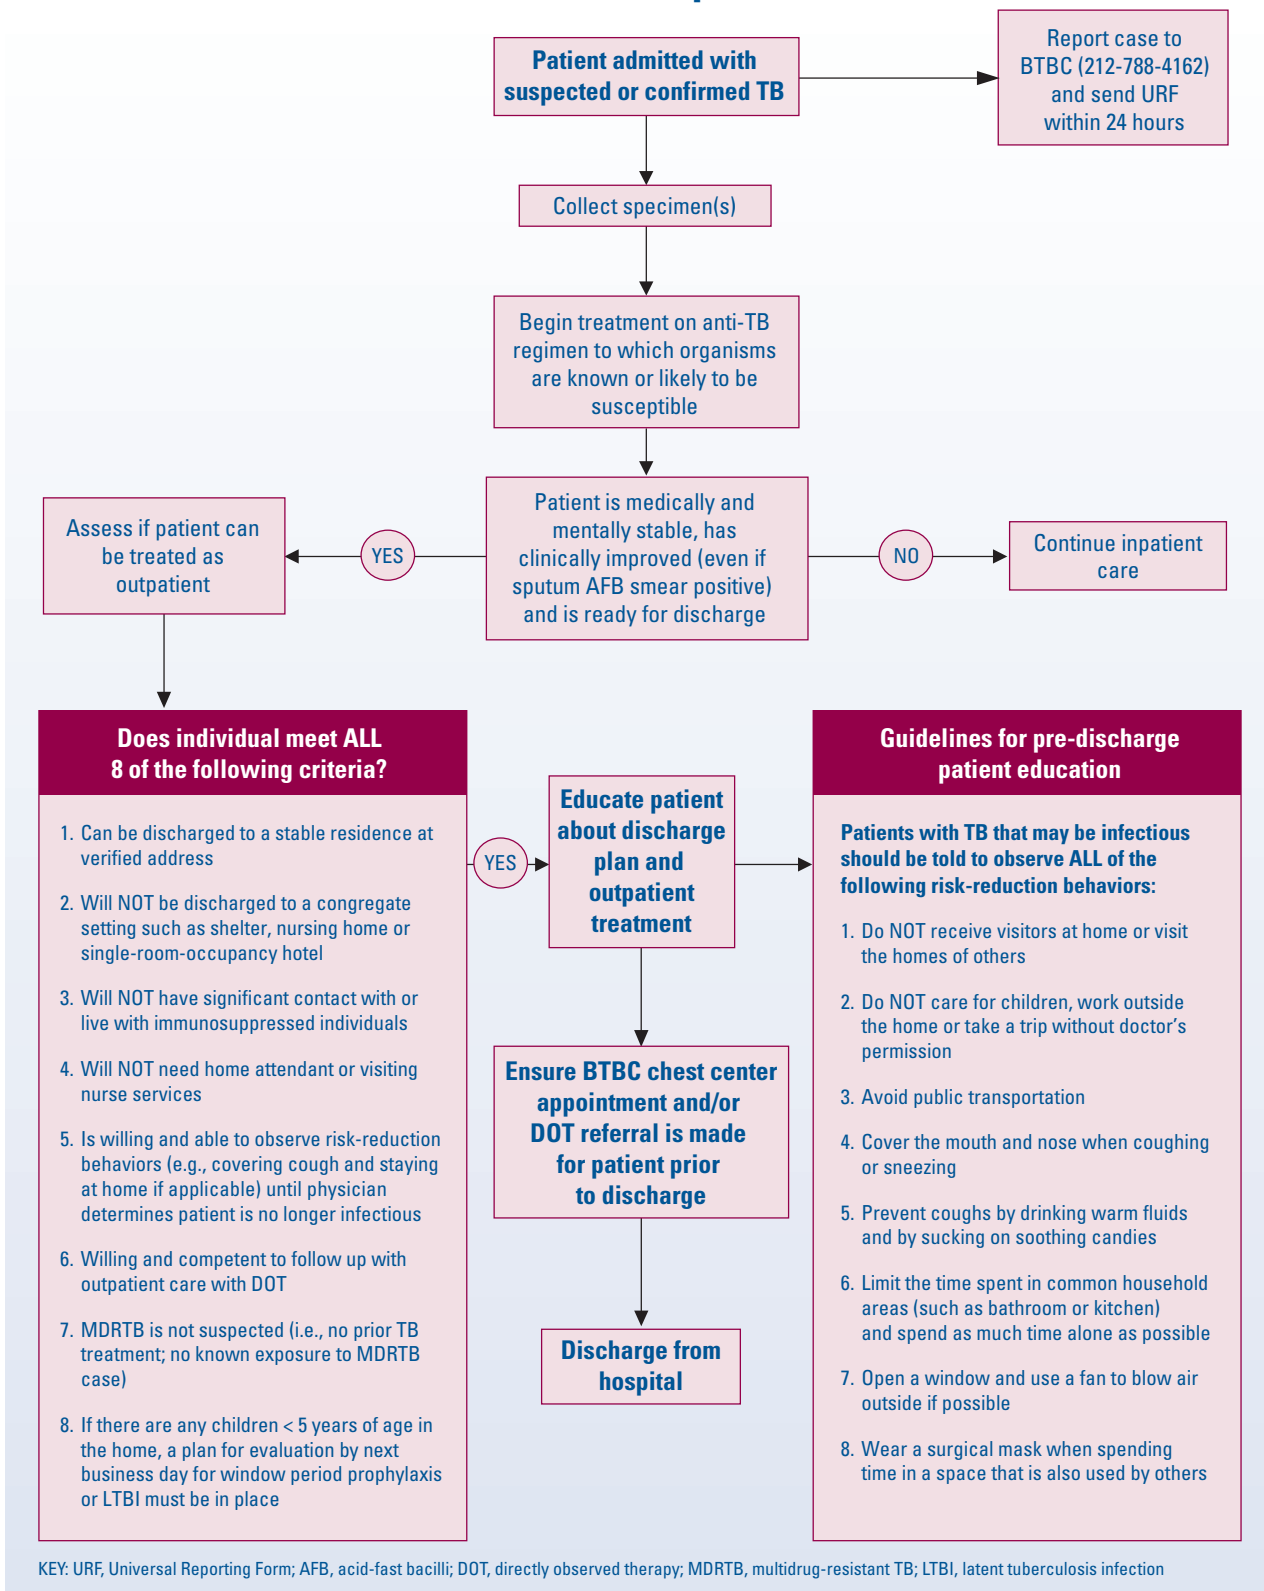 Patient admitted with
suspected or confirmed TB
Report case to
BTBC (212-788-4162)
and send URF
within 24 hours
Collect specimen(s)
Begin treatment on anti-TB
regimen to which organisms
are known or likely to be
susceptible
Patient is medically and
mentally stable, has
clinically improved (even if
sputum AFB smear positive)
and is ready for discharge
YES
Assess if patient can
be treated as
outpatient
NO
Continue inpatient
care
Does individual meet ALL
8 of the following criteria?
1. Can be discharged to a stable residence at
verified address
2. Will NOT be discharged to a congregate
setting such as shelter, nursing home or
single-room-occupancy hotel
3. Will NOT have significant contact with or
live with immunosuppressed individuals
4. Will NOT need home attendant or visiting
nurse services
5. Is willing and able to observe risk-reduction
behaviors (e.g., covering cough and staying
at home if applicable) until physician
determines patient is no longer infectious
6. Willing and competent to follow up with
outpatient care with DOT
7. MDRTB is not suspected (i.e., no prior TB
treatment; no known exposure to MDRTB
case)
8. If there are any children < 5 years of age in
the home, a plan for evaluation by next
business day for window period prophylaxis
or LTBI must be in place
YES
Educate patient
about discharge
plan and
outpatient
treatment
Ensure BTBC chest center
appointment and/or
DOT referral is made
for patient prior
to discharge
Discharge from
hospital
Guidelines for pre-discharge
patient education
Patients with TB that may be infectious
should be told to observe ALL of the
following risk-reduction behaviors:
1. Do NOT receive visitors at home or visit
the homes of others
2. Do NOT care for children, work outside
the home or take a trip without doctor's
permission
3. Avoid public transportation
4. Cover the mouth and nose when coughing
or sneezing
5. Prevent coughs by drinking warm fluids
and by sucking on soothing candies
6. Limit the time spent in common household
areas (such as bathroom or kitchen)
and spend as much time alone as possible
7. Open a window and use a fan to blow air
outside if possible
8. Wear a surgical mask when spending
time in a space that is also used by others
KEY: URF, Universal Reporting Form; AFB, acid-fast bacilli; DOT, directly observed therapy; MDRTB, multidrug-resistant TB; LTBI, latent tuberculosis infection